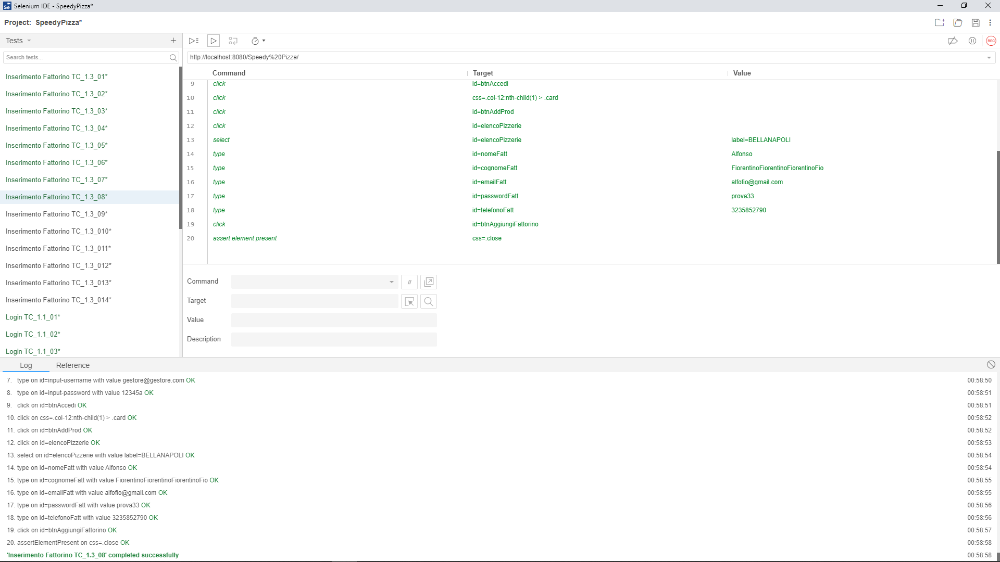 Selenium IDE - SpeedyPizza*
Project: SpeedyPizza*
Tests
Search tests...
Inserimento Fattorino TC_1.3_01*
Inserimento Fattorino TC_1.3_02*
Inserimento Fattorino TC_1.3_03*
Inserimento Fattorino TC_1.3_04*
Inserimento Fattorino TC_1.3_05*
Inserimento Fattorino TC_1.3_06*
Inserimento Fattorino TC_1.3_07*
Inserimento Fattorino TC_1.3_08*
Inserimento Fattorino TC_1.3_09*
Inserimento Fattorino TC_1.3_010*
Inserimento Fattorino TC_1.3_011*
Inserimento Fattorino TC_1.3_012*
Inserimento Fattorino TC_1.3_013*
Inserimento Fattorino TC_1.3_014*
Login TC_1.1_01*
Login TC_1.1_02*
Login TC_1.1_03*
REC
http://localhost:8080/Speedy%20Pizza/
Command Target Value
9 click id=btnAccedi
10 click css=.col-12:nth-child(1) > .card
11 click id=btnAddProd
12 click id=elencoPizzerie
13 select id=elencoPizzerie label=BELLANAPOLI
14 type id=nomeFatt Alfonso
15 type id=cognomeFatt FiorentinoFiorentinoFiorentinoFio
16 type id=emailFatt alfofio@gmail.com
17 type id=passwordFatt prova33
18 type id=telefonoFatt 3235852790
19 click id=btnAggiungiFattorino
20 assert element present css=.close
Command //
Target
Value
Description
Log Reference
7. type on id=input-username with value gestore@gestore.com OK 00:58:50
8. type on id=input-password with value 12345a OK 00:58:51
9. click on id=btnAccedi OK 00:58:51
10. click on css=.col-12:nth-child(1) > .card OK 00:58:52
11. click on id=btnAddProd OK 00:58:52
12. click on id=elencoPizzerie OK 00:58:53
13. select on id=elencoPizzerie with value label=BELLANAPOLI OK 00:58:54
14. type on id=nomeFatt with value Alfonso OK 00:58:54
15. type on id=cognomeFatt with value FiorentinoFiorentinoFiorentinoFio OK 00:58:55
16. type on id=emailFatt with value alfofio@gmail.com OK 00:58:55
17. type on id=passwordFatt with value prova33 OK 00:58:56
18. type on id=telefonoFatt with value 3235852790 OK 00:58:56
19. click on id=btnAggiungiFattorino OK 00:58:57
20. assertElementPresent on css=.close OK 00:58:58
'Inserimento Fattorino TC_1.3_08' completed successfully 00:58:58